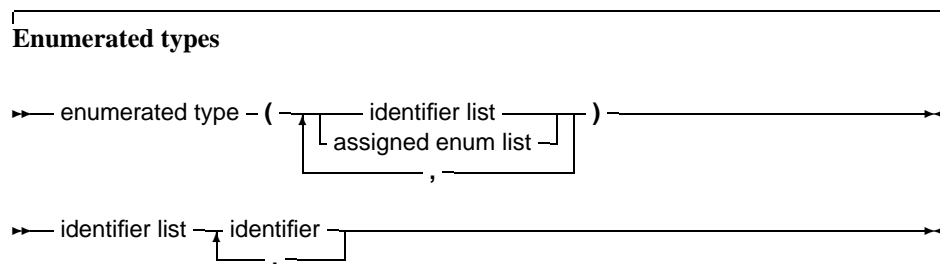 Enumerated types
enumerated type ( identifier list )
assigned enum list
,
identifier list identifier
,